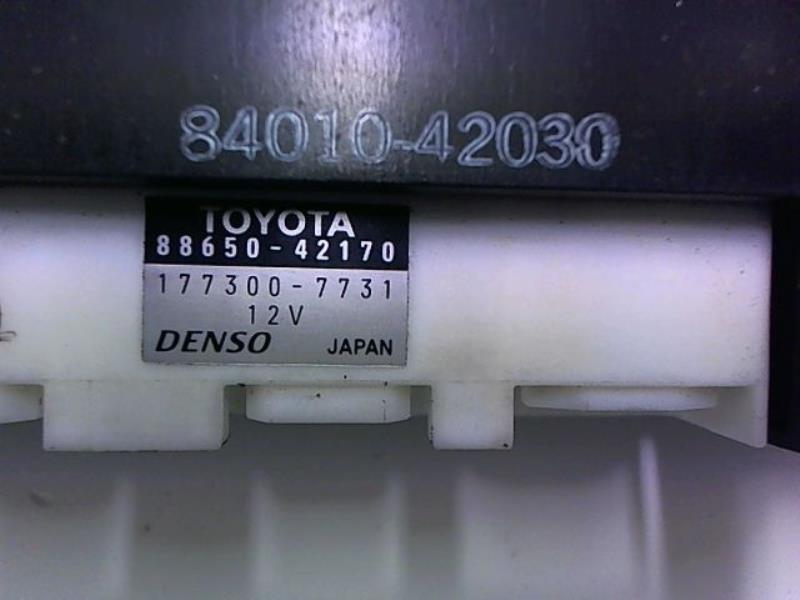 84010-42030
TOYOTA
88650-42170
177300-7731
12V
DENSO JAPAN